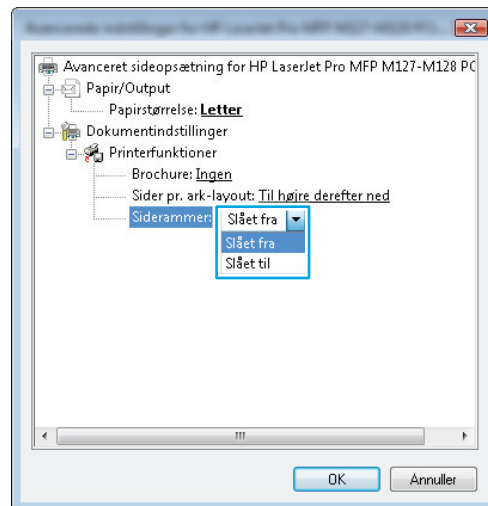 Avanceret sideopsætning for HP LaserJet Pro MFP M127-M128 PC
Papir/Output
Papirstørrelse: Letter
Dokumentindstillinger
Printerfunktioner
Brochure: Ingen
Sider pr. ark-layout: Til højre derefter ned
Siderammer: Slået fra
Slået fra
Slået til
OK Annuller